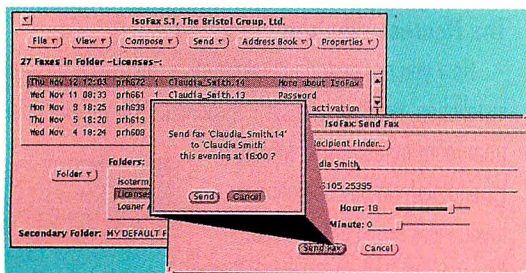 IsoFax 5.1, The Bristol Group, Ltd.
File View Compose Send Address Book Properties
27 Faxes in Folder -Licenses-:
Thu Nov 12 12:03 prh672 1 Claudia_Smith.14 More about IsoFax
Wed Nov 11 08:33 prh661 1 Claudia_Smith.13 Password
Mon Nov 9 18:25 prh639 activation
Thu Nov 5 18:20 prh619
Wed Nov 4 18:24 prh608
IsoFax: Send Fax
Recipient Finder...
Send fax 'Claudia_Smith.14'
to 'Claudia Smith'
this evening at 18:00 ?
Send Cancel
dia Smith
6105 25395
Hour: 18
Minute: 0
Send Fax Cancel
Folder
Folders:
Isoterm
License
Loaner
Secondary Folder: MY DEFAULT F